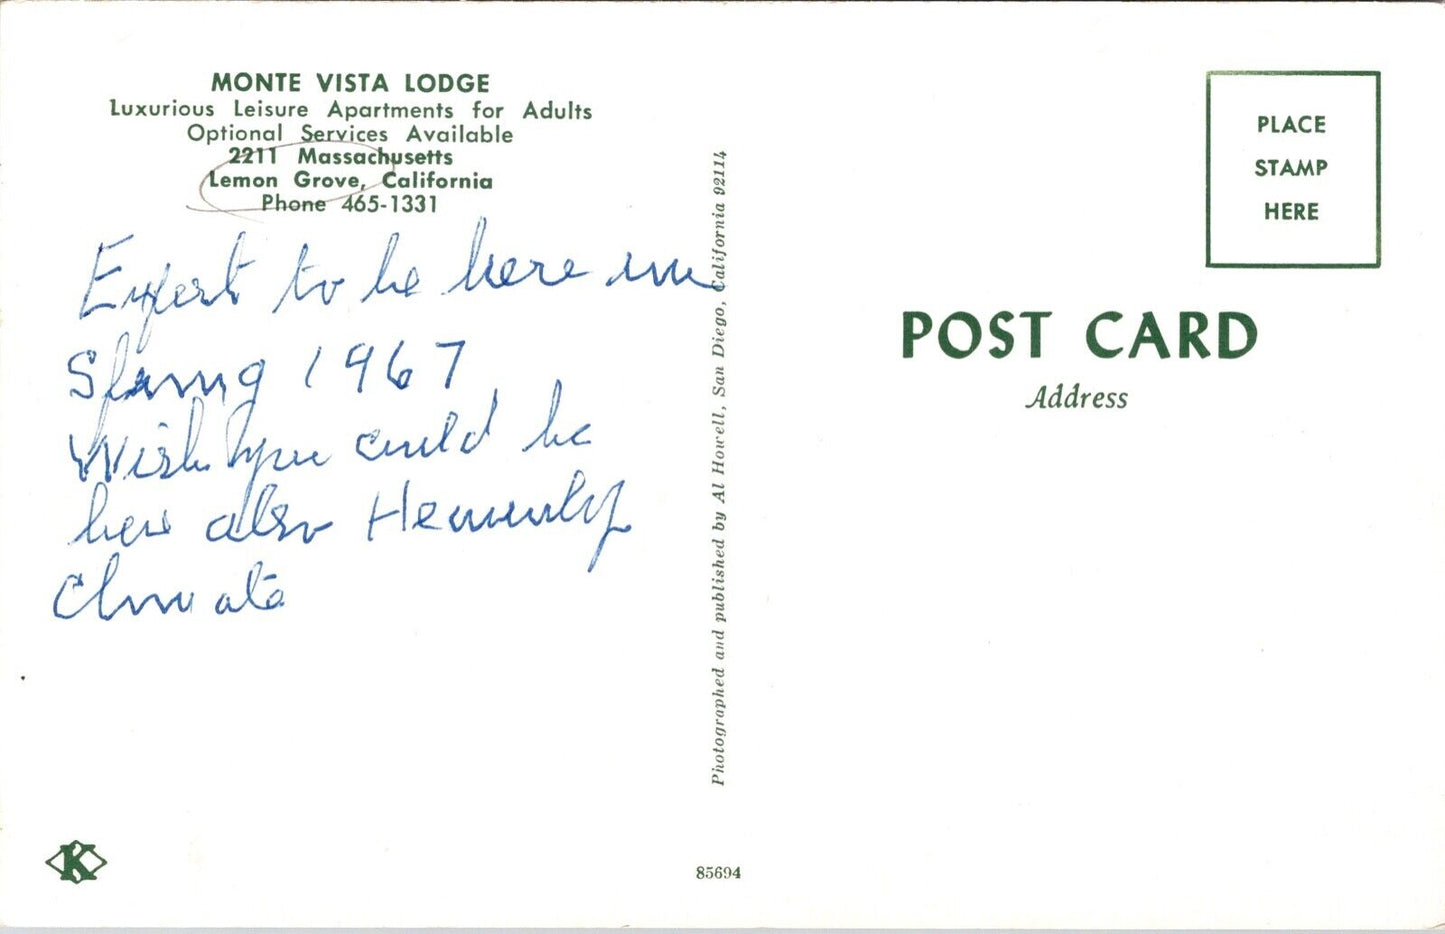 MONTE VISTA LODGE
Luxurious Leisure Apartments for Adults
Optional Services Available
2211 Massachusetts
Lemon Grove, California
Phone 465-1331
Expect to be here in
Spring 1967
Wish you could be
here also Heavenly
Climate
Photographed and published by Al Howell, San Diego, California 92114
PLACE
STAMP
HERE
POST CARD
Address
K
85694